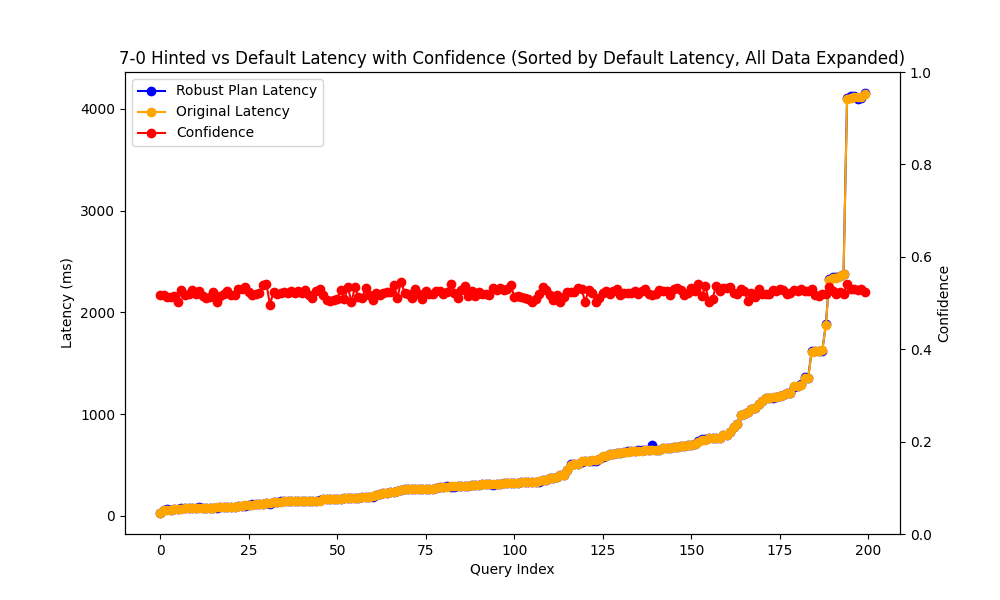 7-0 Hinted vs Default Latency with Confidence (Sorted by Default Latency, All Data Expanded)
Robust Plan Latency
Original Latency
Confidence
Latency (ms)
4000
3000
2000
1000
0
1.0
0.8
0.6
0.4
0.2
0.0
Confidence
0 25 50 75 100 125 150 175 200
Query Index